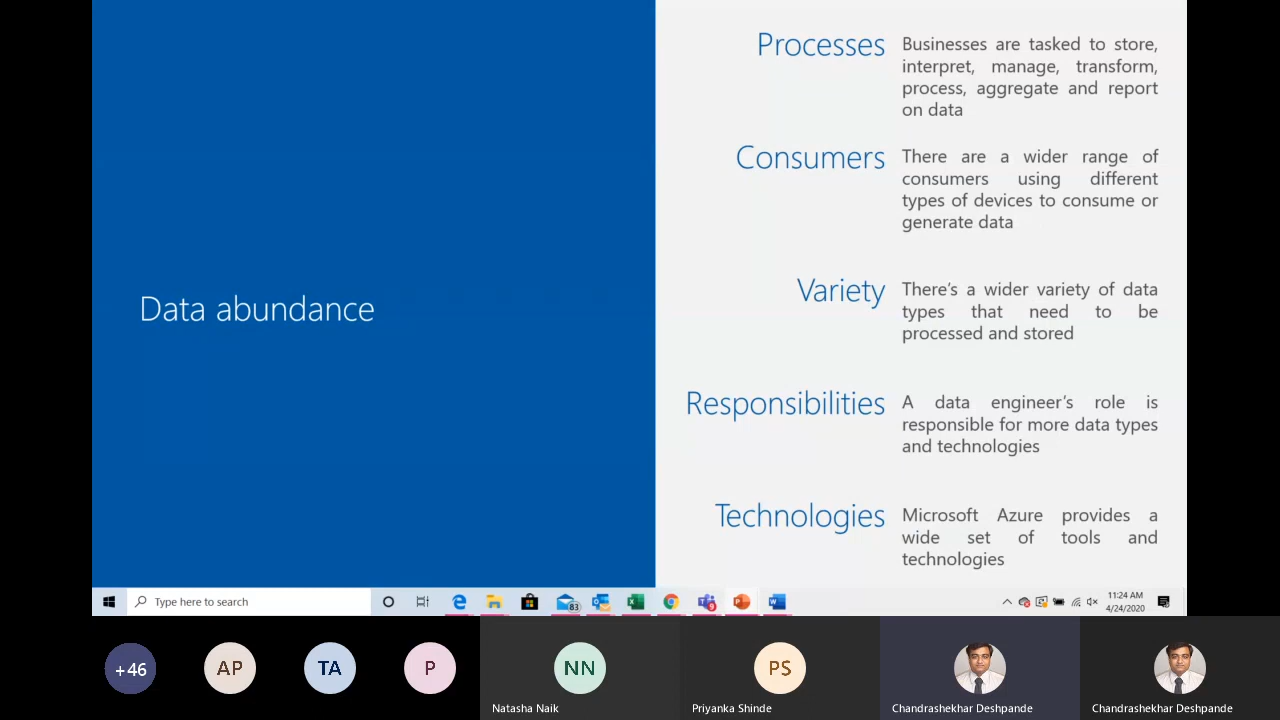 Data abundance
Processes
Businesses are tasked to store,
interpret, manage, transform,
process, aggregate and report
on data
Consumers
There are a wider range of
consumers using different
types of devices to consume or
generate data
Variety
There's a wider variety of data
types that need to be
processed and stored
Responsibilities
A data engineer's role is
responsible for more data types
and technologies
Technologies
Microsoft Azure provides a
wide set of tools and
technologies
Type here to search
83
11:24 AM
4/24/2020
+46
AP
TA
P
NN
Natasha Naik
PS
Priyanka Shinde
Chandrashekhar Deshpande
Chandrashekhar Deshpande